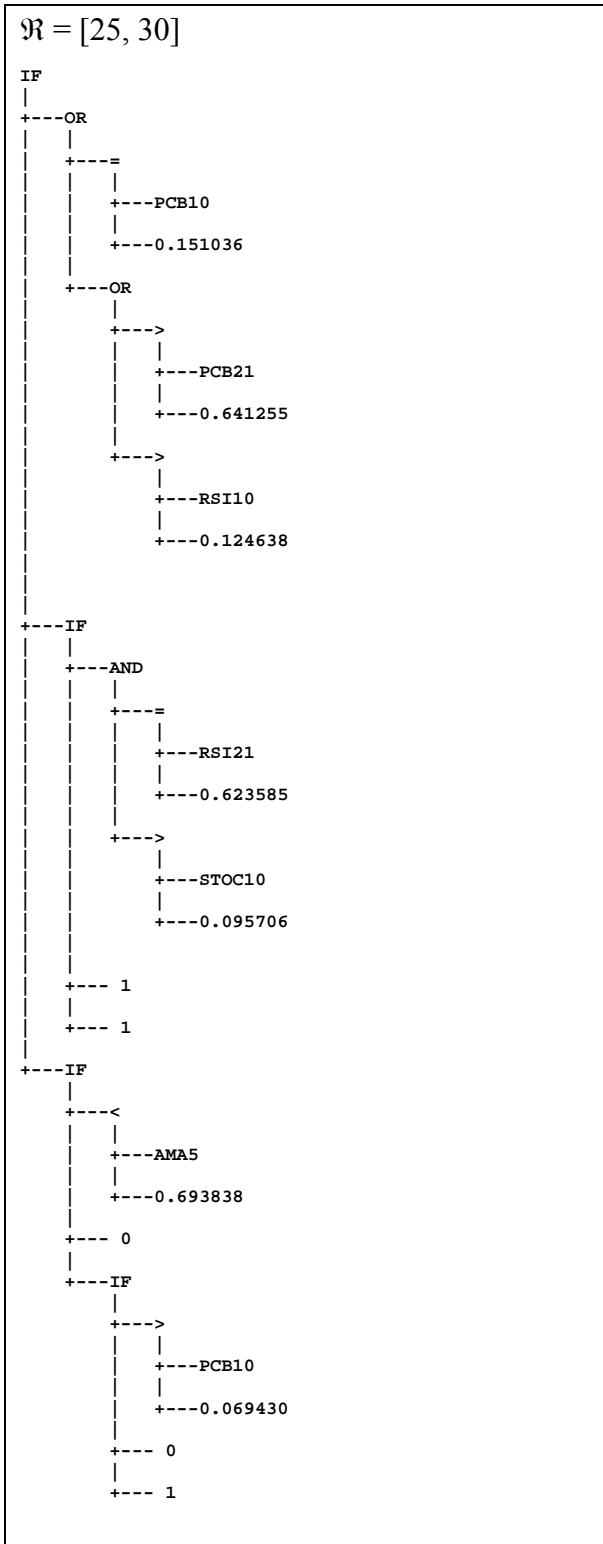 ℜ = [25, 30]
IF
|
+---OR
|   |
|   +---=
|   |   |
|   |   +---PCB10
|   |   |
|   |   +---0.151036
|   |
|   +---OR
|       |
|       +--->
|       |   |
|       |   +---PCB21
|       |   |
|       |   +---0.641255
|       |
|       +--->
|           |
|           +---RSI10
|           |
|           +---0.124638
|
|
|
+---IF
|   |
|   +---AND
|   |   |
|   |   +---=
|   |   |   |
|   |   |   +---RSI21
|   |   |   |
|   |   |   +---0.623585
|   |   |
|   |   +--->
|   |       |
|   |       +---STOC10
|   |       |
|   |       +---0.095706
|   |
|   |
|   +--- 1
|   |
|   +--- 1
|
+---IF
    |
    +---<
    |   |
    |   +---AMA5
    |   |
    |   +---0.693838
    |
    +--- 0
    |
    +---IF
        |
        +--->
        |   |
        |   +---PCB10
        |   |
        |   +---0.069430
        |
        +--- 0
        |
        +--- 1